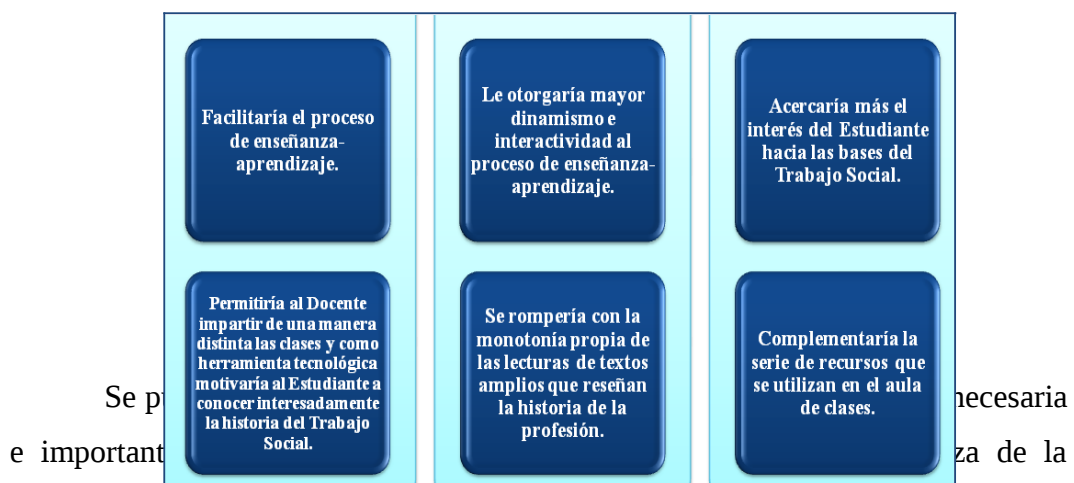 Facilitaría el proceso
de enseñanza-
aprendizaje.
Le otorgaría mayor
dinamismo e
interactividad al
proceso de enseñanza-
aprendizaje.
Acercaría más el
interés del Estudiante
hacia las bases del
Trabajo Social.
Permitiría al Docente
impartir de una manera
distinta las clases y como
herramienta tecnológica
motivaría al Estudiante a
conocer interesadamente
la historia del Trabajo
Social.
Se rompería con la
monotonía propia de
las lecturas de textos
amplios que reseñan
la historia de la
profesión.
Complementaría la
serie de recursos que
se utilizan en el aula
de clases.
Se
e de la